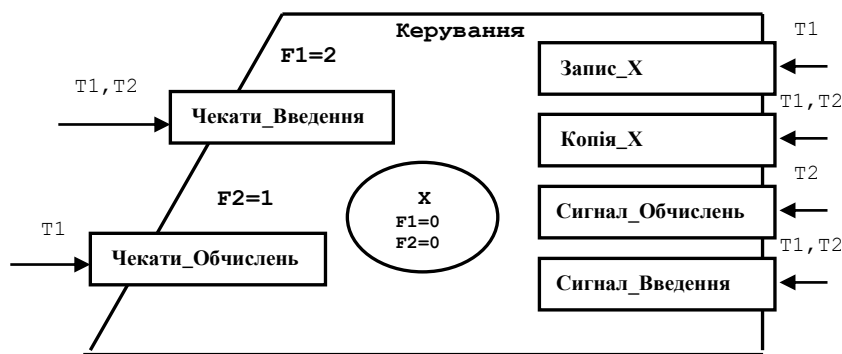 Керування
T1
F1=2
Запис_X
T1,T2
T1,T2
Чекати_Введення
Копія_X
T2
F2=1
X
F1=0
F2=0
Сигнал_Обчислень
T1
T1,T2
Чекати_Обчислень
Сигнал_Введення